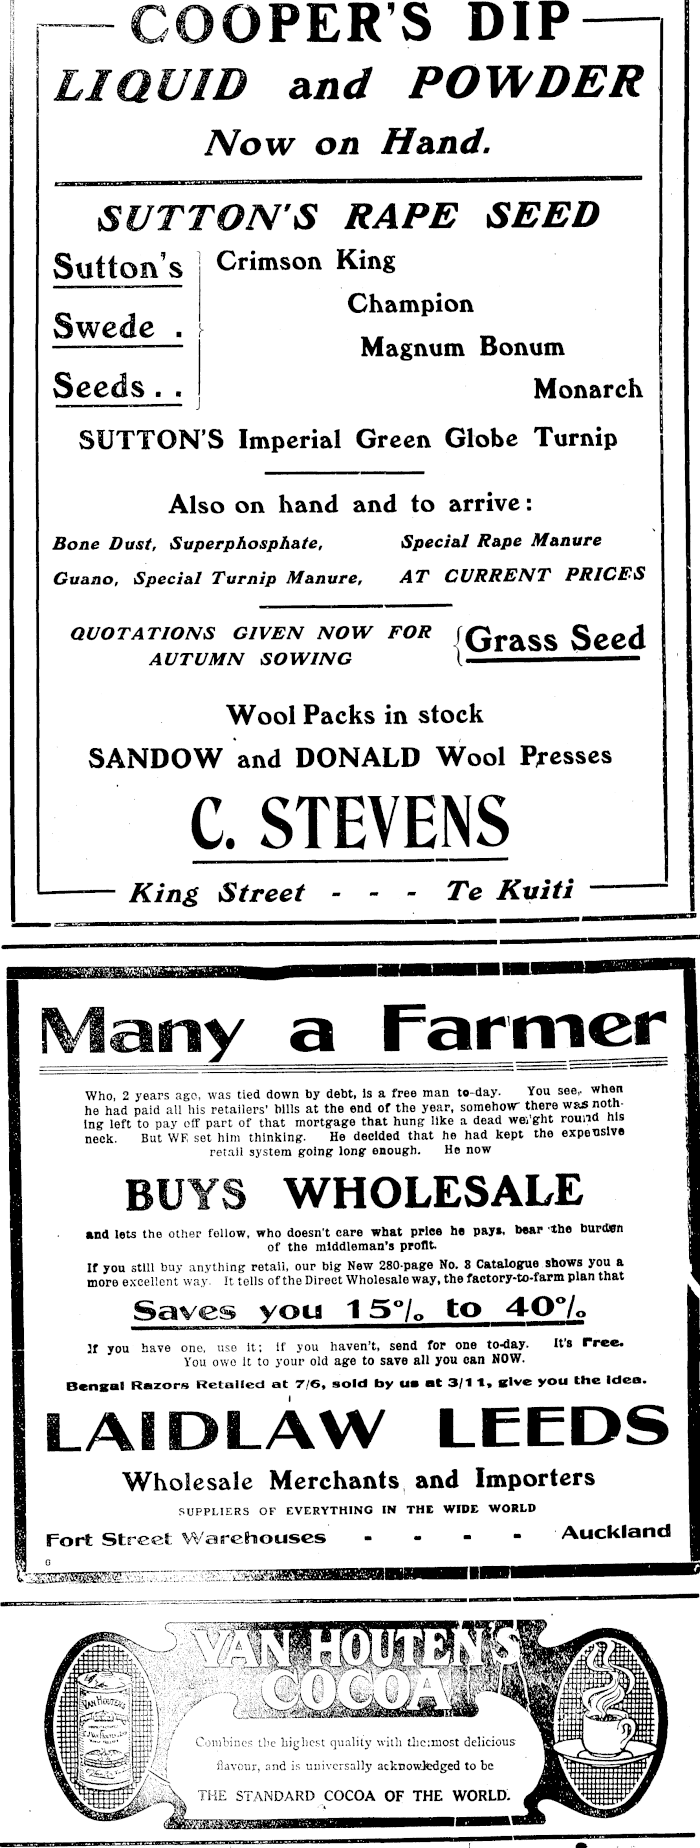 COOPER'S DIP
LIQUID and POWDER
Now on Hand.
SUTTON'S RAPE SEED
Sutton's
Swede .
Seeds . .
Crimson King
Champion
Magnum Bonum
Monarch
SUTTON'S Imperial Green Globe Turnip
Also on hand and to arrive:
Bone Dust, Superphosphate, Special Rape Manure
Guano, Special Turnip Manure, AT CURRENT PRICES
QUOTATIONS GIVEN NOW FOR
AUTUMN SOWING
Grass Seed
Wool Packs in stock
SANDOW and DONALD Wool Presses
C. STEVENS
King Street - - - Te Kuiti
Many a Farmer
Who, 2 years ago, was tied down by debt, is a free man to-day. You see, when
he had paid all his retailers' bills at the end of the year, somehow there was noth-
ing left to pay off part of that mortgage that hung like a dead weight round his
neck. But WE set him thinking. He decided that he had kept the expensive
retail system going long enough. He now
BUYS WHOLESALE
and lets the other fellow, who doesn't care what price he pays, bear the burden
of the middleman's profit.
If you still buy anything retail, our big New 280-page No. 8 Catalogue shows you a
more excellent way. It tells of the Direct Wholesale way, the factory-to-farm plan that
Saves you 15% to 40%
If you have one, use it; if you haven't, send for one to-day. It's Free.
You owe it to your old age to save all you can NOW.
Bengal Razors Retailed at 7/6, sold by us at 3/11, give you the idea.
LAIDLAW LEEDS
Wholesale Merchants and Importers
SUPPLIERS OF EVERYTHING IN THE WIDE WORLD
Fort Street Warehouses - - - - Auckland
6
VAN HOUTEN'S
COCOA
VAN HOUTEN'S
Combines the highest quality with the most delicious
flavour, and is universally acknowledged to be
THE STANDARD COCOA OF THE WORLD.